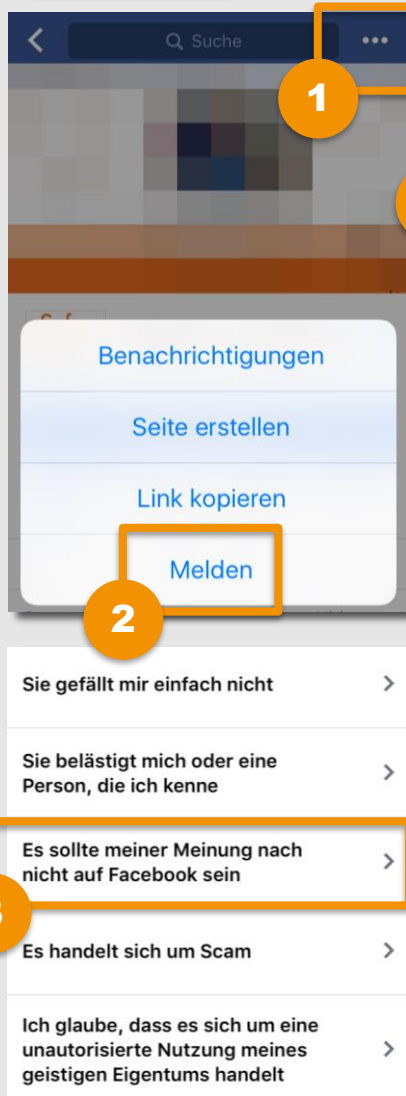 Suche
1
Benachrichtigungen
Seite erstellen
Link kopieren
Melden
2
Sie gefällt mir einfach nicht
Sie belästigt mich oder eine
Person, die ich kenne
Es sollte meiner Meinung nach
nicht auf Facebook sein
3
Es handelt sich um Scam
Ich glaube, dass es sich um eine
unautorisierte Nutzung meines
geistigen Eigentums handelt